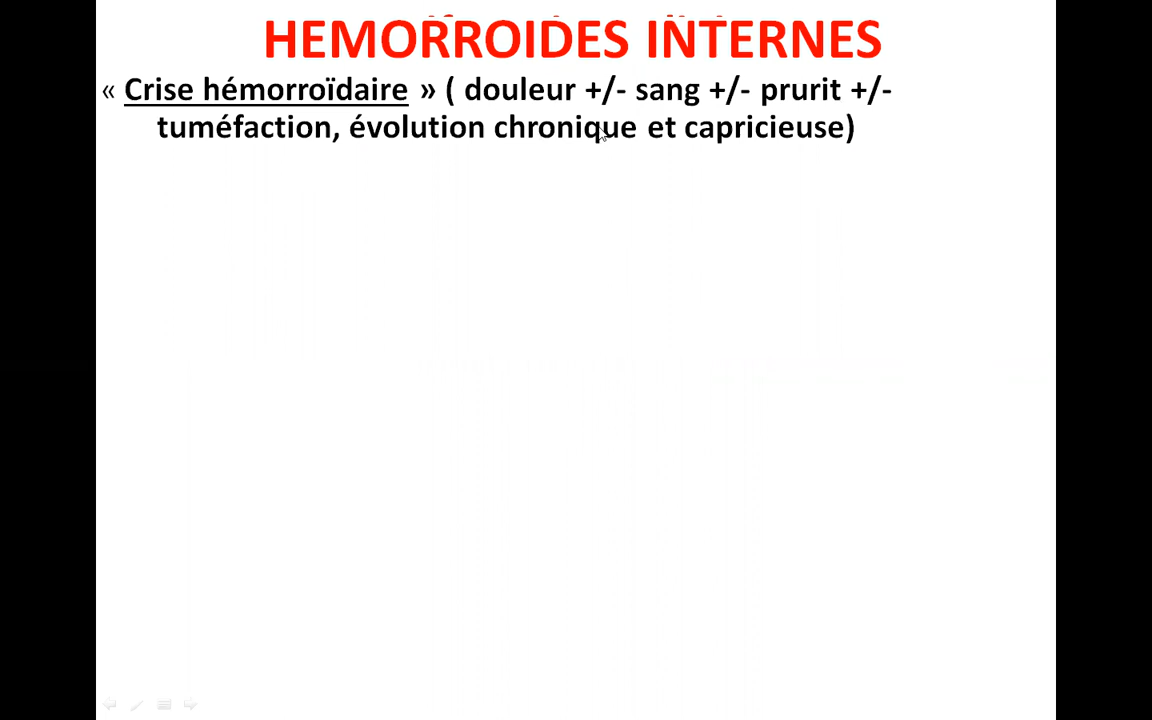 HEMORROIDES INTERNES
« Crise hémorroïdaire » ( douleur +/- sang +/- prurit +/-
tuméfaction, évolution chronique et capricieuse)